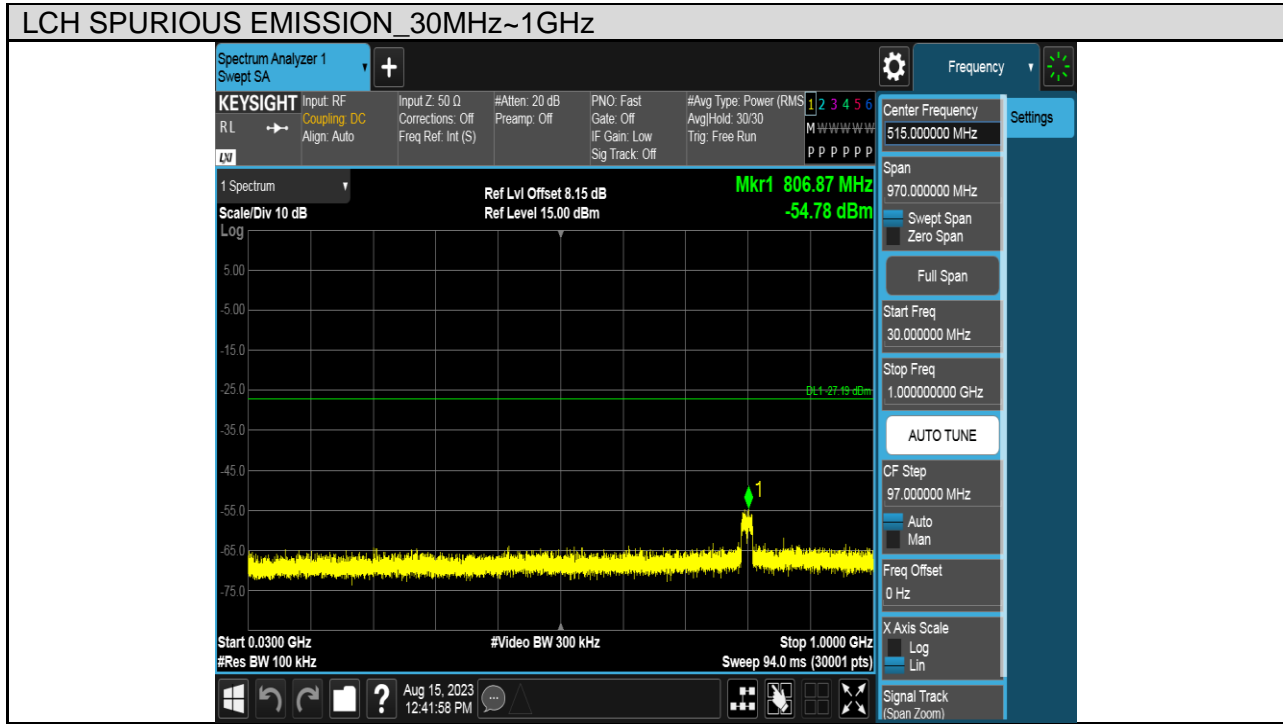 LCH SPURIOUS EMISSION_30MHz~1GHz
Spectrum Analyzer 1
Swept SA
+
Frequency
KEYSIGHT
RL
LXI
Input: RF
Coupling: DC
Align: Auto
Input Z: 50 Ω
Corrections: Off
Freq Ref: Int (S)
#Atten: 20 dB
Preamp: Off
PNO: Fast
Gate: Off
IF Gain: Low
Sig Track: Off
#Avg Type: Power (RMS
Avg|Hold: 30/30
Trig: Free Run
1 2 3 4 5 6
M W W W W W
P P P P P P
1 Spectrum
Scale/Div 10 dB
Log
Ref Lvl Offset 8.15 dB
Ref Level 15.00 dBm
Mkr1 806.87 MHz
-54.78 dBm
5.00
-5.00
-15.0
-25.0
DL1 -27.19 dBm
-35.0
-45.0
1
-55.0
-65.0
-75.0
Start 0.0300 GHz
#Video BW 300 kHz
Stop 1.0000 GHz
#Res BW 100 kHz
Sweep 94.0 ms (30001 pts)
?
Aug 15, 2023
12:41:58 PM
Center Frequency
515.000000 MHz
Settings
Span
970.000000 MHz
Swept Span
Zero Span
Full Span
Start Freq
30.000000 MHz
Stop Freq
1.000000000 GHz
AUTO TUNE
CF Step
97.000000 MHz
Auto
Man
Freq Offset
0 Hz
X Axis Scale
Log
Lin
Signal Track
(Span Zoom)